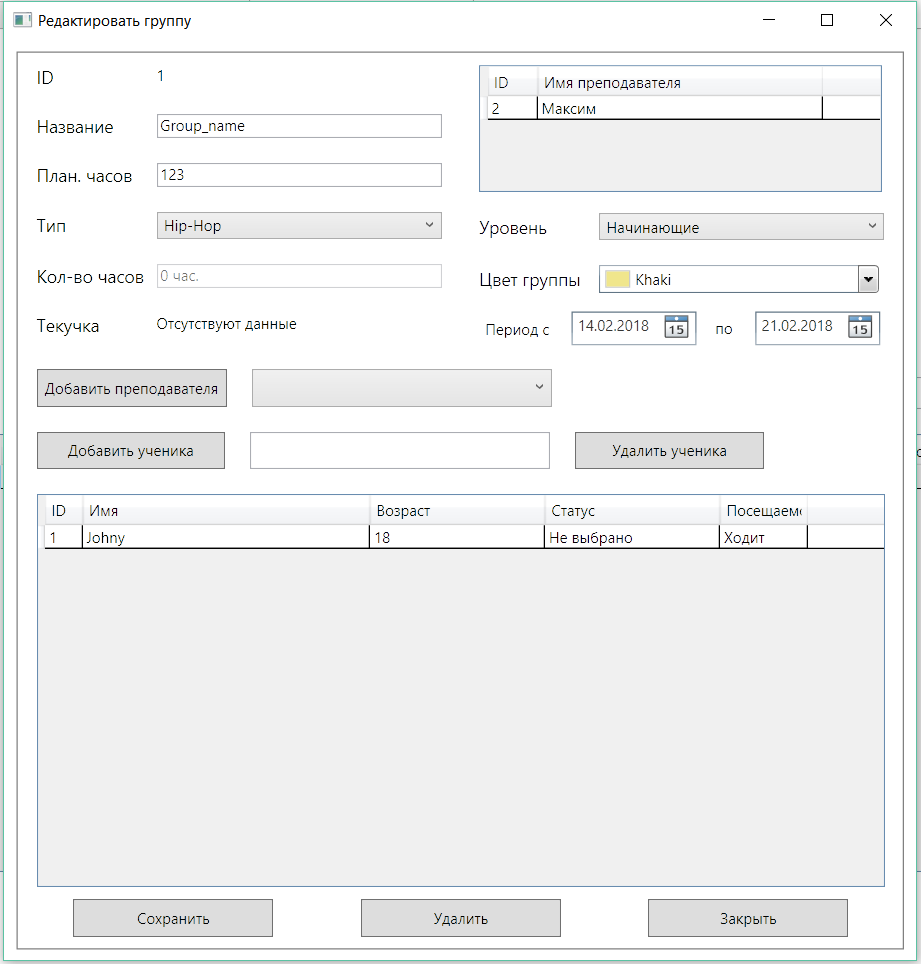 Редактировать группу
ID 1
ID Имя преподавателя
2 Максим
Название Group_name
План. часов 123
Тип Hip-Hop
Уровень Начинающие
Кол-во часов 0 час.
Цвет группы Khaki
Текучка Отсутствуют данные
Период с 14.02.2018 15 по 21.02.2018 15
Добавить преподавателя
Добавить ученика Удалить ученика
ID Имя Возраст Статус Посещаемо
1 Johny 18 Не выбрано Ходит
Сохранить Удалить Закрыть